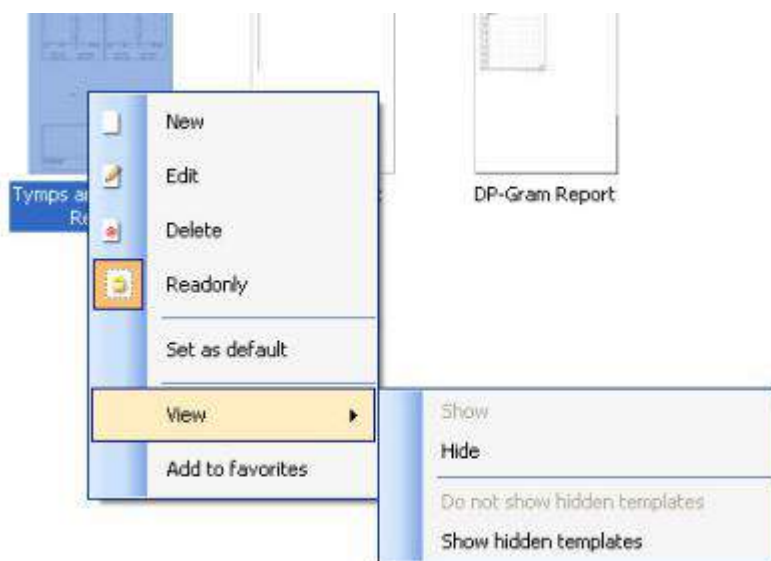 New
Edit
Tymps a
Re
DP-Gram Report
Delete
Readonly
Set as default
View
Show
Hide
Add to favorites
Do not show hidden templates
Show hidden templates